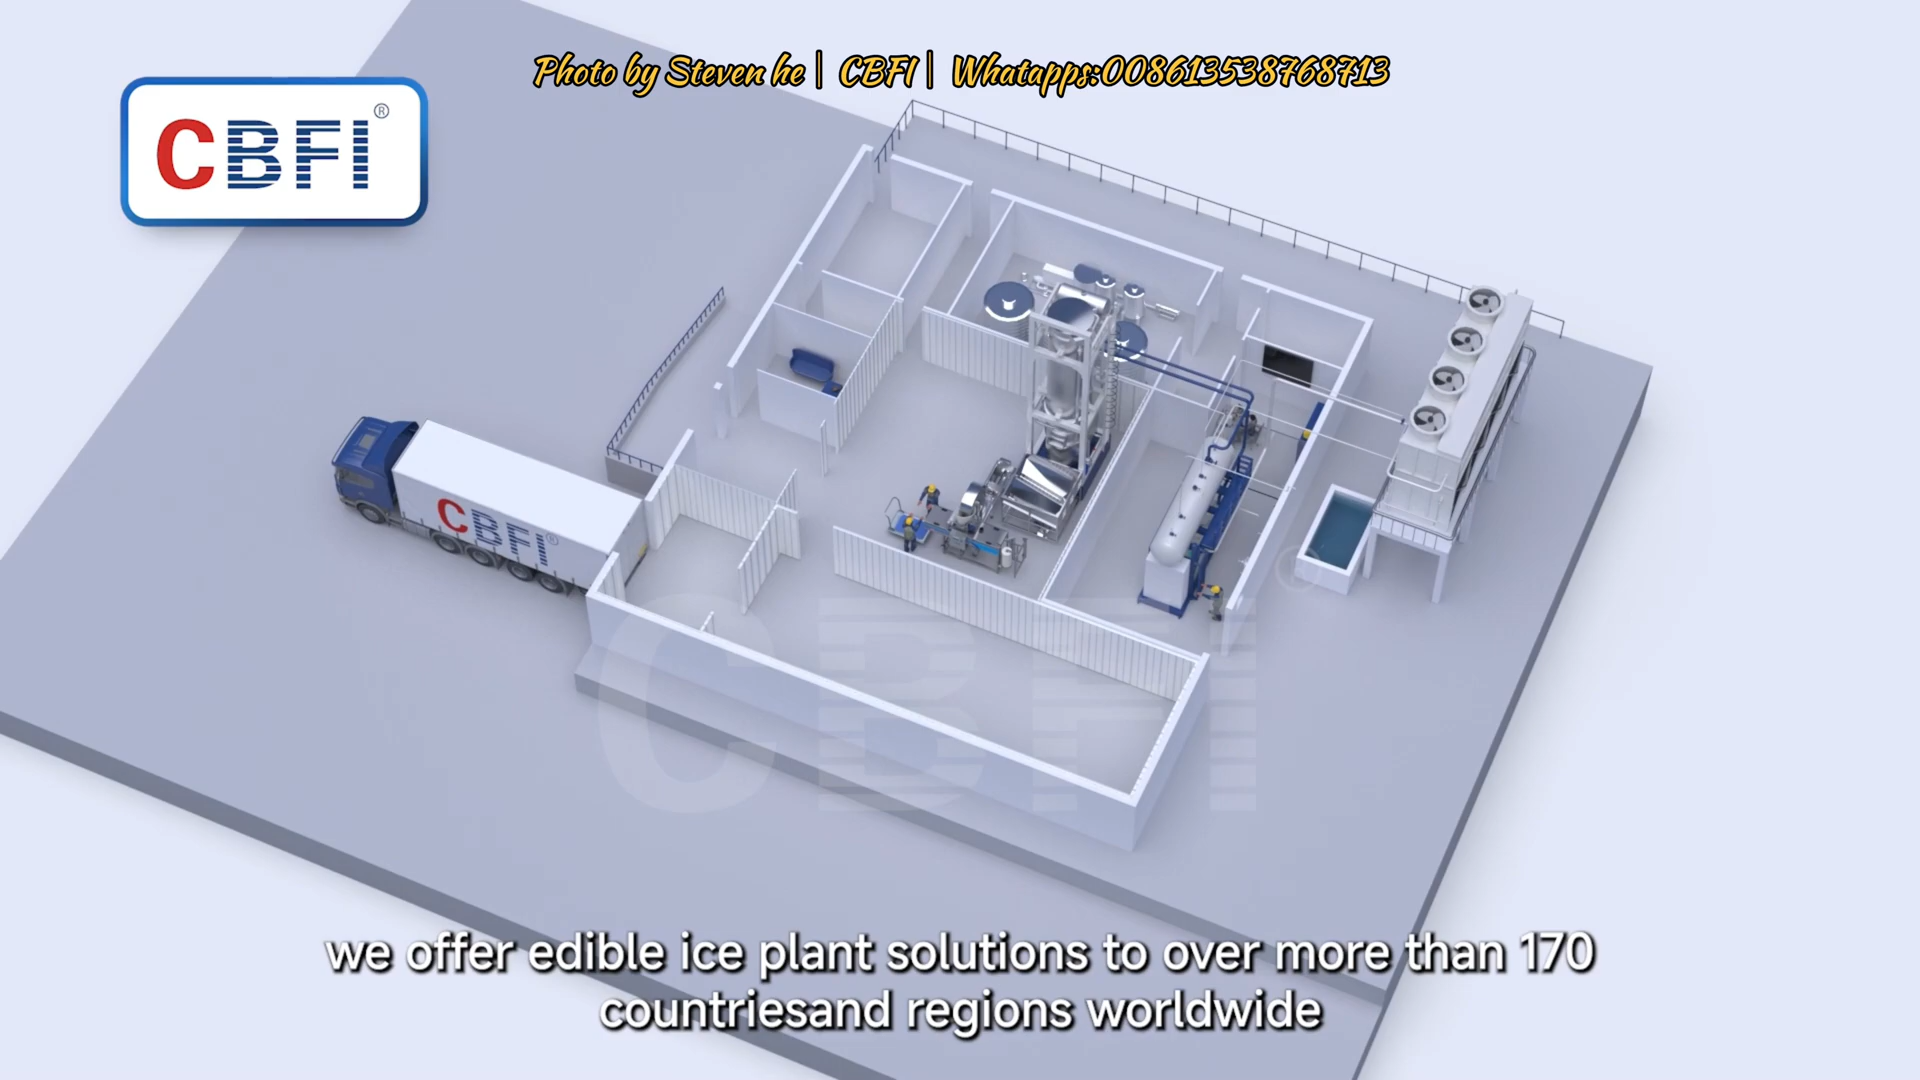 Photo by Steven he | CBFI | Whatapps:008613538768713
CBFI®
CBFI®
CBFI
we offer edible ice plant solutions to over more than 170
countriesand regions worldwide